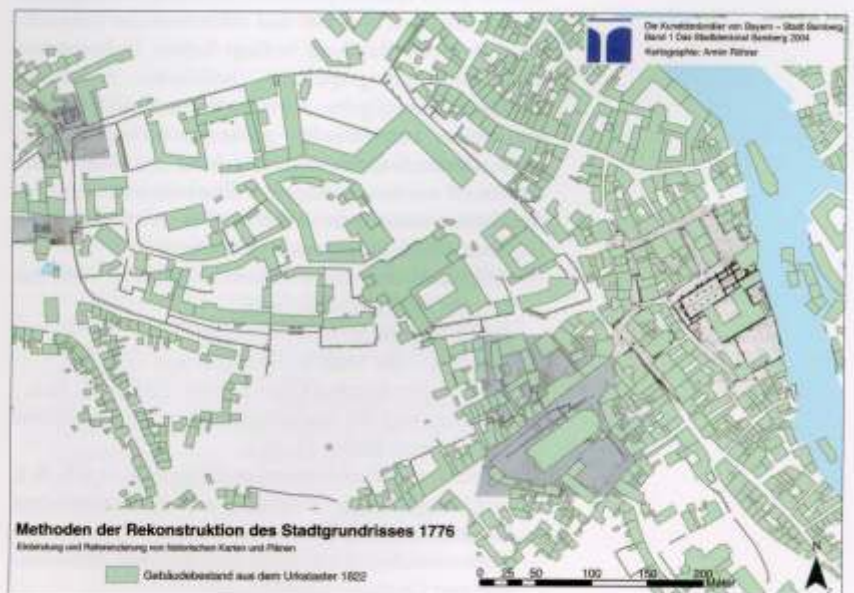 Die Kunstdenkmäler von Bayern – Stadt Bamberg
Band 1 Das Stadtdenkmal Bamberg 2004
Kartographie: Armin Röhrer
Methoden der Rekonstruktion des Stadtgrundrisses 1776
Einbindung und Referenzierung von historischen Karten und Plänen
Gebäudebestand aus dem Urkataster 1822
N
0 25 50 100 150 200
Meter